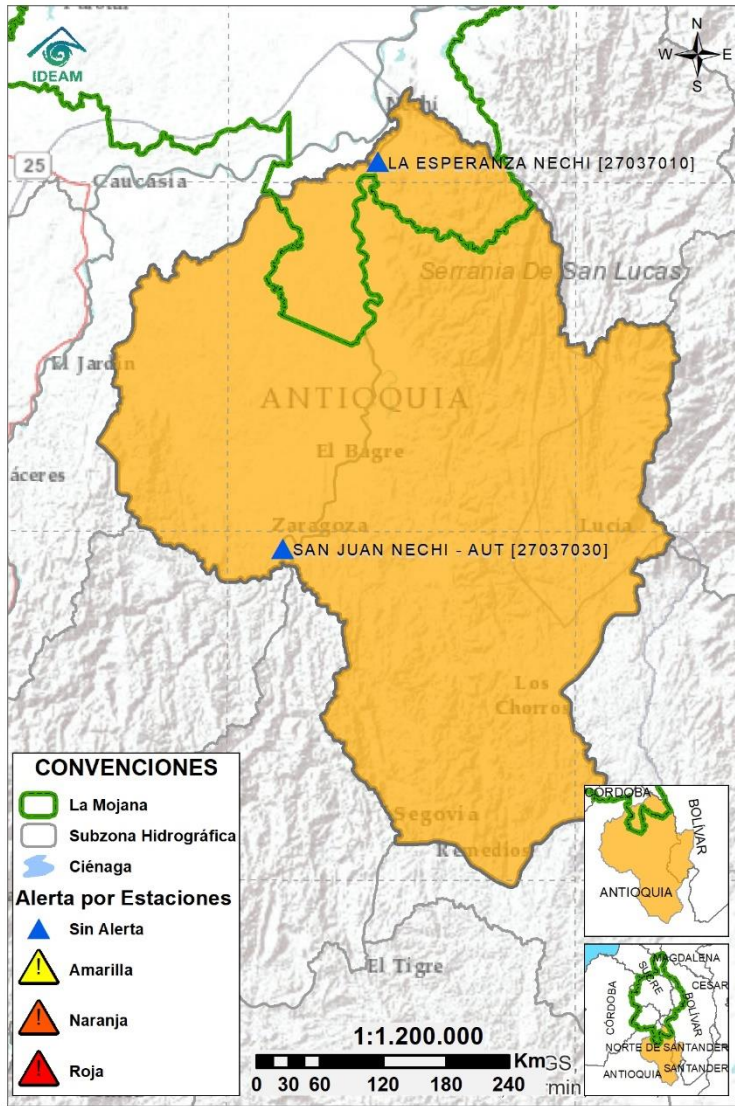 IDEAM
N
W E
S
Nechí
25
Caucasia
LA ESPERANZA NECHI [27037010]
Serranía De San Lucas
El Jardín
ANTIOQUIA
El Bagre
áceres
Zaragoza
Lucía
SAN JUAN NECHI - AUT [27037030]
Los
Chorros
Segovia
Remedios
El Tigre
CONVENCIONES
La Mojana
Subzona Hidrográfica
Ciénaga
Alerta por Estaciones
Sin Alerta
! Amarilla
! Naranja
! Roja
1:1.200.000
Km
0 30 60 120 180 240
GS,
min
CÓRDOBA
BOLÍVAR
ANTIOQUIA
MAGDALENA
SUCRE
CESAR
CÓRDOBA
BOLÍVAR
NORTE DE SANTANDER
ANTIOQUIA
SANTANDER